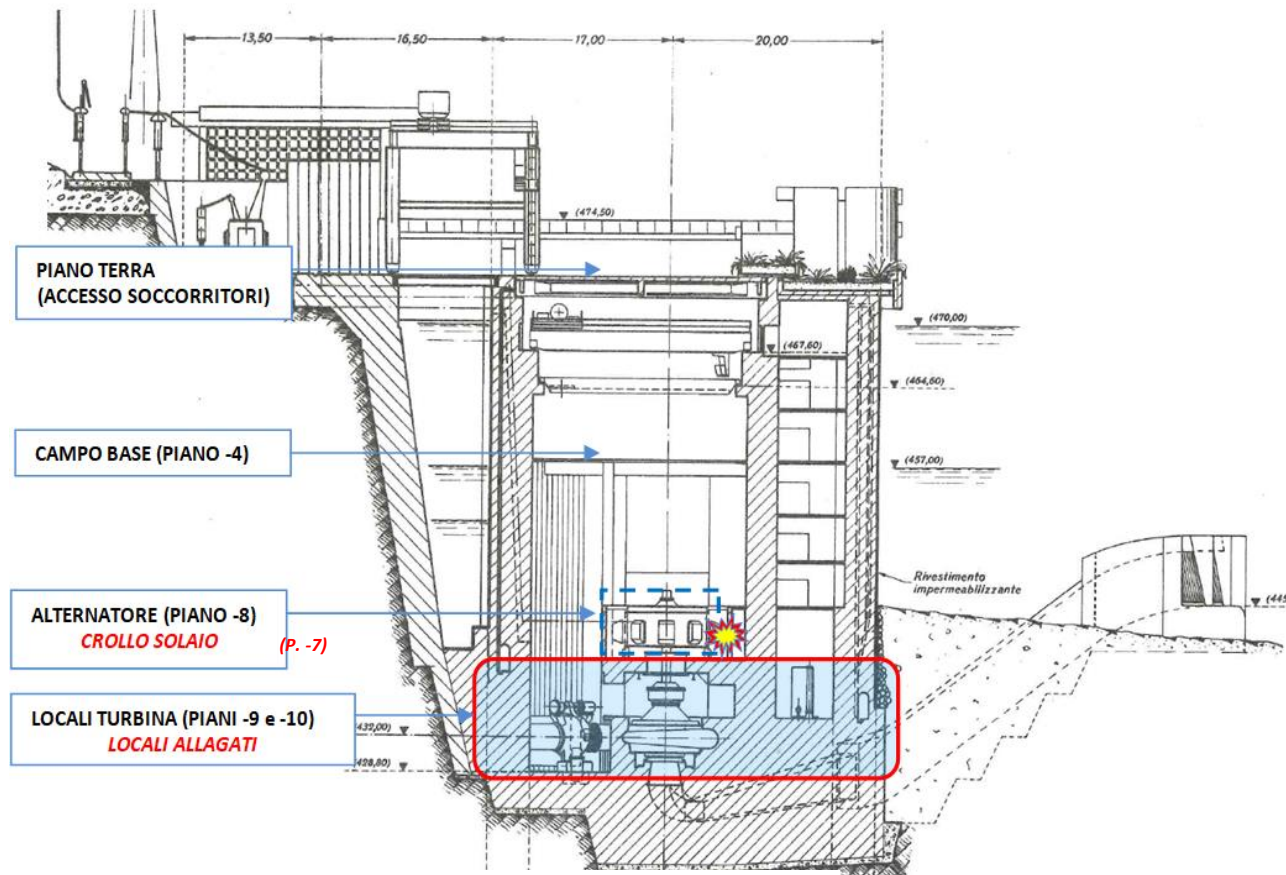 13,50
16,50
17,00
20,00
(474,50)
PIANO TERRA
(ACCESSO SOCCORRITORI)
(470,00)
(467,60)
(464,60)
CAMPO BASE (PIANO -4)
(457,00)
Rivestimento
impermeabilizzante
ALTERNATORE (PIANO -8)
CROLLO SOLAIO
(P. -7)
LOCALI TURBINA (PIANI -9 e -10)
LOCALI ALLAGATI
(428,80)